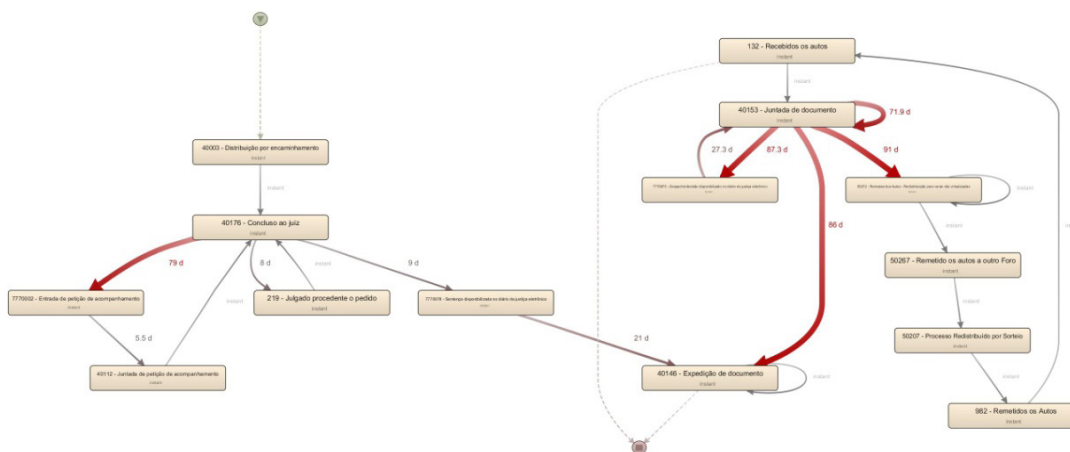 132 - Recebidos os autos
instant
instant
40153 - Juntada de documento
instant
71.9 d
27.3 d
87.3 d
91 d
40003 - Distribuição por encaminhamento
instant
instant
instant
86 d
40176 - Concluso ao juíz
instant
instant
79 d
8 d
instant
9 d
50267 - Remetido os autos a outro Foro
instant
7770002 - Entrada de petição de acompanhamento
instant
instant
219 - Julgado procedente o pedido
instant
instant
5.5 d
21 d
50207 - Processo Redistribuído por Sorteio
instant
40112 - Juntada de petição de acompanhamento
instant
40146 - Expedição de documento
instant
instant
instant
982 - Remetidos os Autos
instant